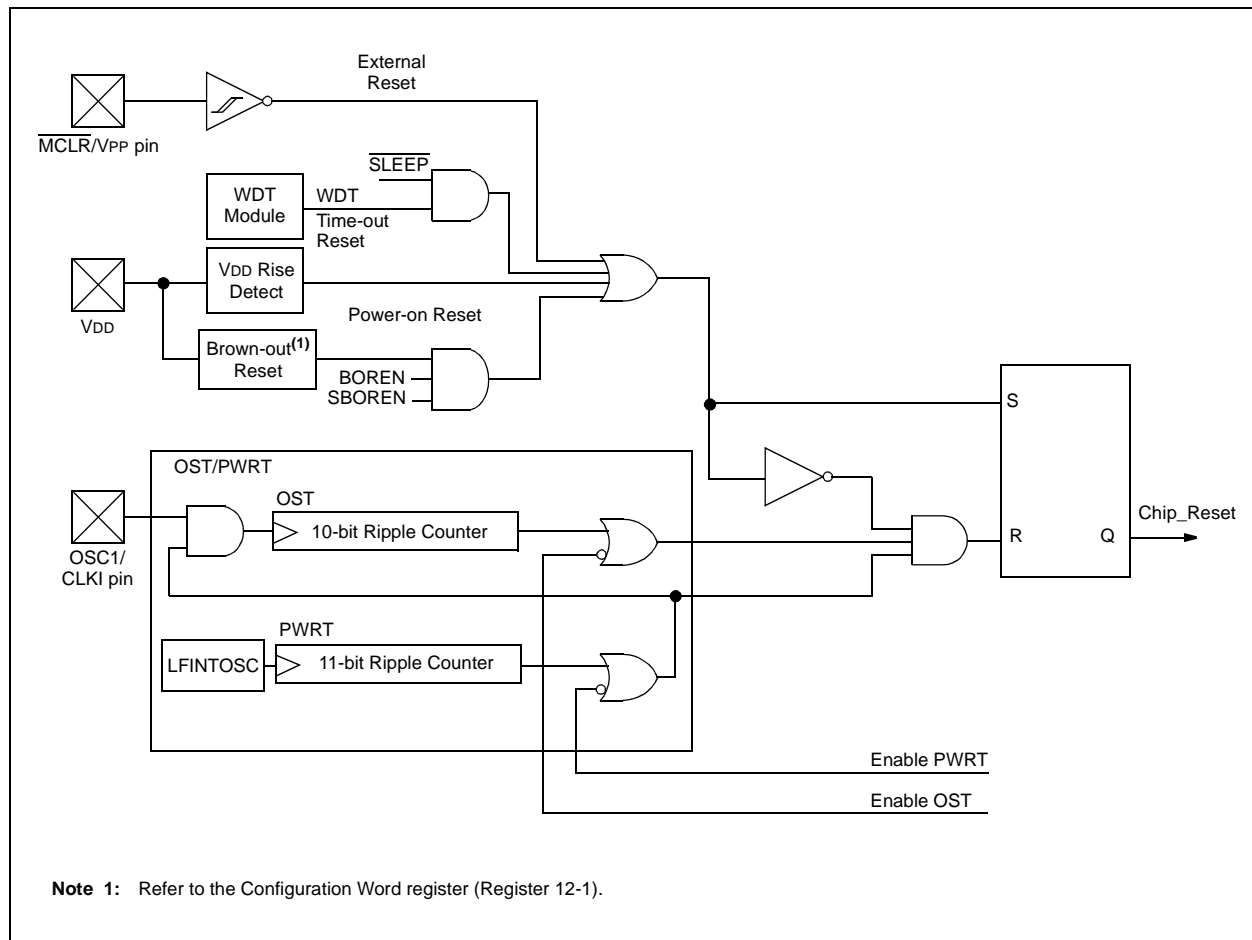 External
Reset
MCLR/VPP pin
SLEEP
WDT
Module
WDT
Time-out
Reset
VDD
VDD Rise
Detect
Power-on Reset
Brown-out(1)
Reset
BOREN
SBOREN
S
OST/PWRT
OST
10-bit Ripple Counter
OSC1/
CLKI pin
Chip_Reset
R
Q
PWRT
LFINTOSC
11-bit Ripple Counter
Enable PWRT
Enable OST
Note 1: Refer to the Configuration Word register (Register 12-1).